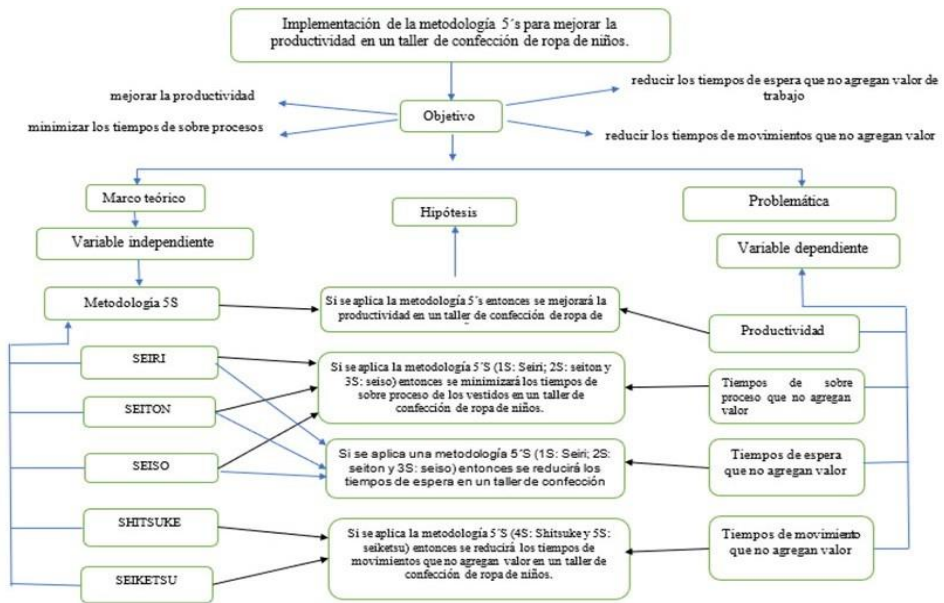 Implementación de la metodología 5´s para mejorar la
productividad en un taller de confección de ropa de niños.
mejorar la productividad
minimizar los tiempos de sobre procesos
Objetivo
reducir los tiempos de espera que no agregan valor de
trabajo
reducir los tiempos de movimientos que no agregan valor
Marco teórico
Hipótesis
Problemática
Variable independiente
Variable dependiente
Metodología 5S
Si se aplica la metodología 5´s entonces se mejorará la
productividad en un taller de confección de ropa de
Productividad
SEIRI
Si se aplica la metodología 5´S (1S: Seiri; 2S: seiton y
3S: seiso) entonces se minimizará los tiempos de
sobre proceso de los vestidos en un taller de
confección de ropa de niños.
Tiempos de sobre
proceso que no agregan
valor
SEITON
SEISO
Si se aplica una metodología 5´S (1S: Seiri; 2S:
seiton y 3S: seiso) entonces se reducirá los
tiempos de espera en un taller de confección
Tiempos de espera
que no agregan valor
SHITSUKE
Si se aplica la metodología 5´S (4S: Shitsuke y 5S:
seiketsu) entonces se reducirá los tiempos de
movimientos que no agregan valor en un taller de
confección de ropa de niños.
Tiempos de movimiento
que no agregan valor
SEIKETSU